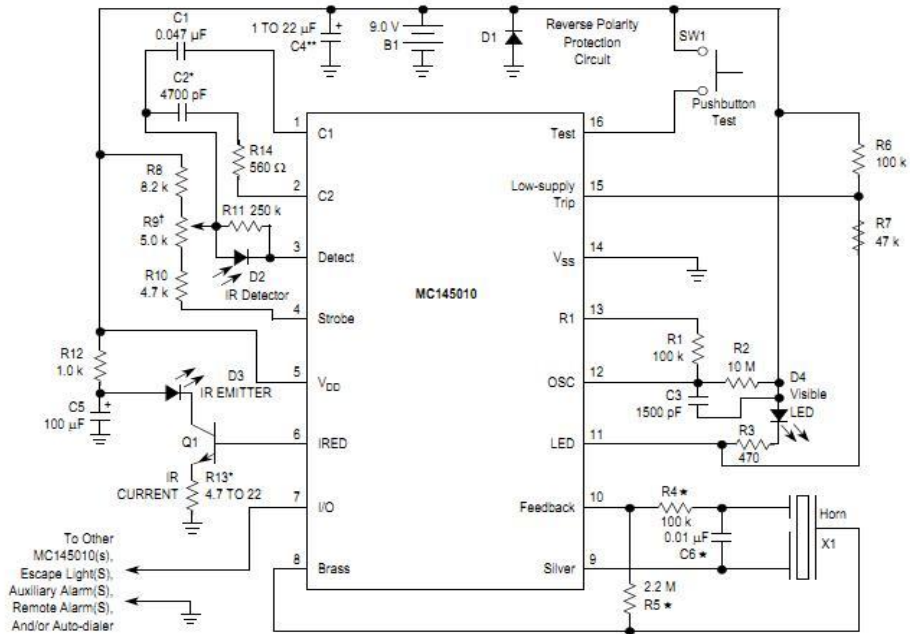 C1
0.047 µF
1 TO 22 µF
C4**
+
9.0 V
B1
D1
Reverse Polarity
Protection
Circuit
SW1
Pushbutton
Test
C2*
4700 pF
R14
560 Ω
R8
8.2 k
R9†
5.0 k
R10
4.7 k
R11 250 k
D2
IR Detector
R12
1.0 k
C5
100 µF
+
D3
IR EMITTER
Q1
IR
CURRENT
R13*
4.7 TO 22
1
C1
2
C2
3
Detect
4
Strobe
5
VDD
6
IRED
7
I/O
8
Brass
MC145010
16
Test
15
Low-supply
Trip
14
VSS
13
R1
12
OSC
11
LED
10
Feedback
9
Silver
R6
100 k
R7
47 k
R1
100 k
R2
10 M
C3
1500 pF
D4
Visible
LED
R3
470
R4★
100 k
0.01 µF
C6★
2.2 M
R5★
Horn
X1
To Other
MC145010(s),
Escape Light(S),
Auxiliary Alarm(S),
Remote Alarm(S),
And/or Auto-dialer